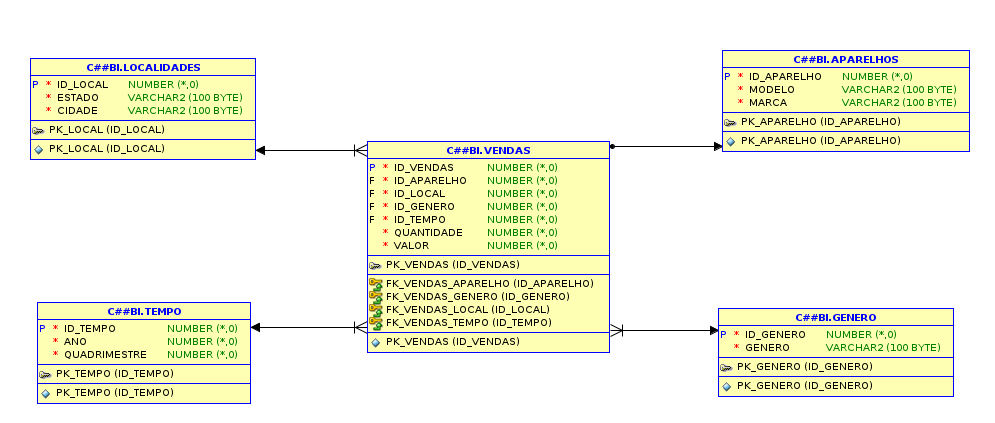 C##BI.LOCALIDADES
P * ID_LOCAL NUMBER (*,0)
* ESTADO VARCHAR2 (100 BYTE)
* CIDADE VARCHAR2 (100 BYTE)
PK_LOCAL (ID_LOCAL)
PK_LOCAL (ID_LOCAL)
C##BI.APARELHOS
P * ID_APARELHO NUMBER (*,0)
* MODELO VARCHAR2 (100 BYTE)
* MARCA VARCHAR2 (100 BYTE)
PK_APARELHO (ID_APARELHO)
PK_APARELHO (ID_APARELHO)
C##BI.VENDAS
P * ID_VENDAS NUMBER (*,0)
F * ID_APARELHO NUMBER (*,0)
F * ID_LOCAL NUMBER (*,0)
F * ID_GENERO NUMBER (*,0)
F * ID_TEMPO NUMBER (*,0)
* QUANTIDADE NUMBER (*,0)
* VALOR NUMBER (*,0)
PK_VENDAS (ID_VENDAS)
FK_VENDAS_APARELHO (ID_APARELHO)
FK_VENDAS_GENERO (ID_GENERO)
FK_VENDAS_LOCAL (ID_LOCAL)
FK_VENDAS_TEMPO (ID_TEMPO)
PK_VENDAS (ID_VENDAS)
C##BI.TEMPO
P * ID_TEMPO NUMBER (*,0)
* ANO NUMBER (*,0)
* QUADRIMESTRE NUMBER (*,0)
PK_TEMPO (ID_TEMPO)
PK_TEMPO (ID_TEMPO)
C##BI.GENERO
P * ID_GENERO NUMBER (*,0)
* GENERO VARCHAR2 (100 BYTE)
PK_GENERO (ID_GENERO)
PK_GENERO (ID_GENERO)